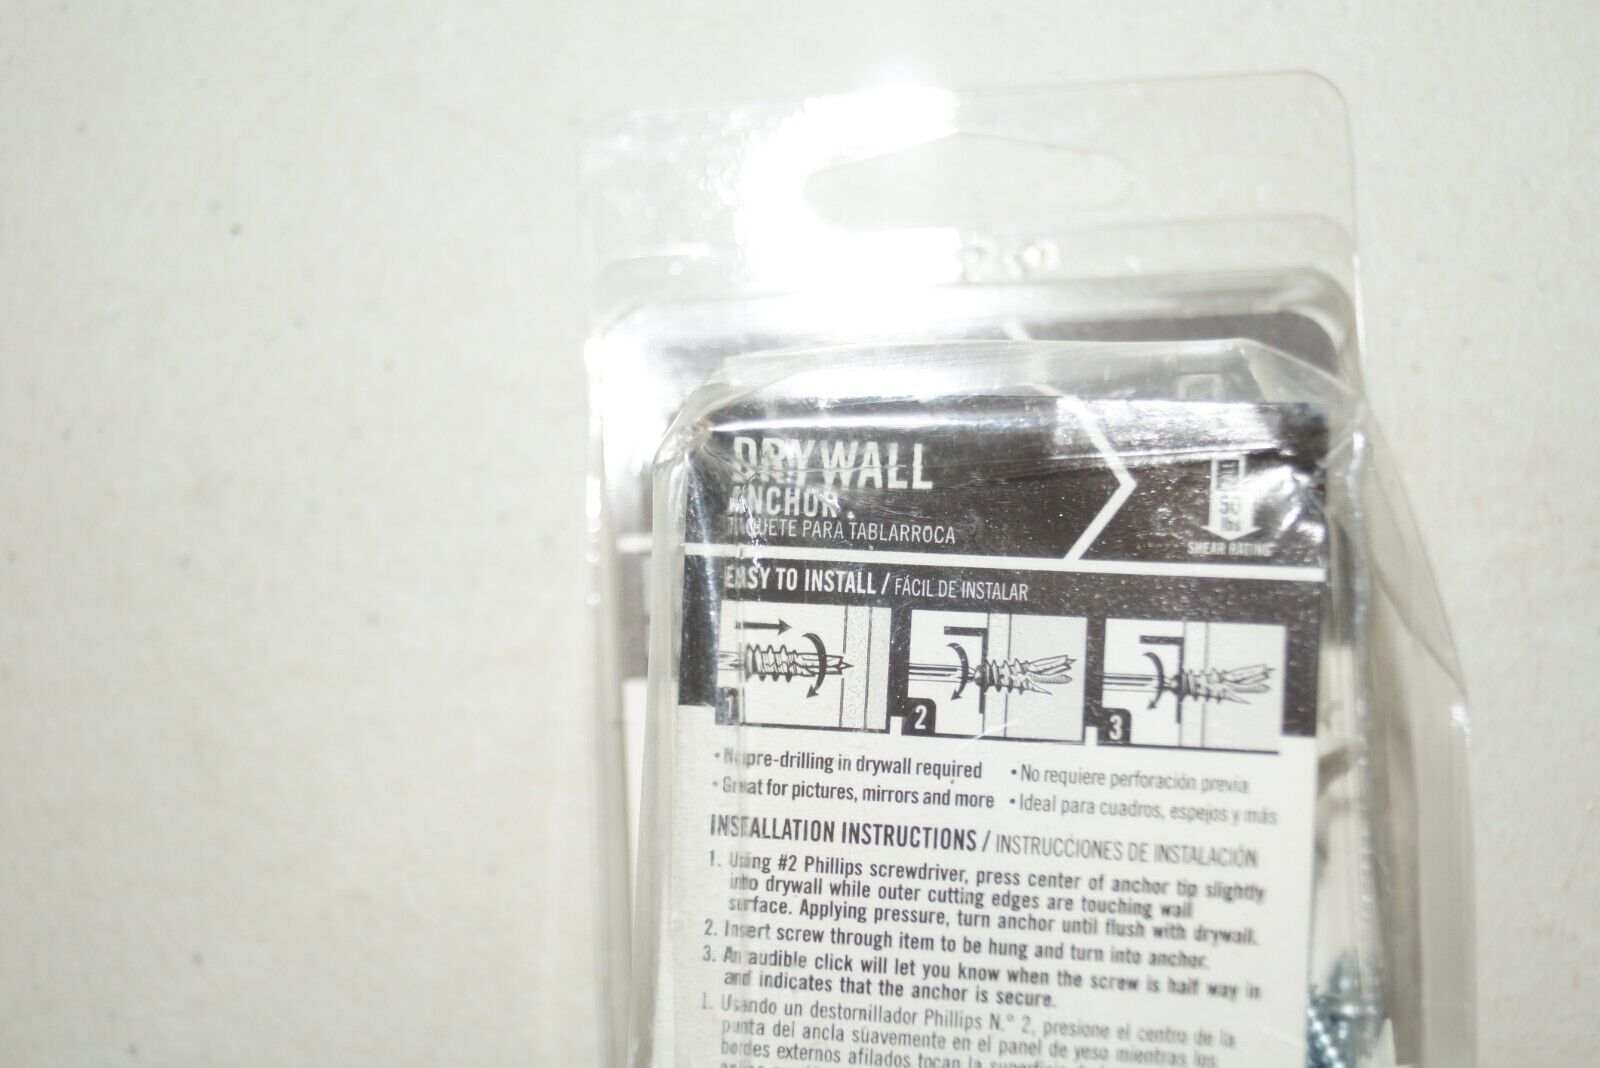 DRYWALL
ANCHOR
TAQUETE PARA TABLARROCA
50
lbs
SHEAR RATING
EASY TO INSTALL / FÁCIL DE INSTALAR
1
2
3
• No pre-drilling in drywall required
• Great for pictures, mirrors and more
• No requiere perforación previa
• Ideal para cuadros, espejos y más
INSTALLATION INSTRUCTIONS / INSTRUCCIONES DE INSTALACIÓN
1. Using #2 Phillips screwdriver, press center of anchor tip slightly
into drywall while outer cutting edges are touching wall
surface. Applying pressure, turn anchor until flush with drywall.
2. Insert screw through item to be hung and turn into anchor.
3. An audible click will let you know when the screw is half way in
and indicates that the anchor is secure.
1. Usando un destornillador Phillips N.° 2, presione el centro de la
punta del ancla suavemente en el panel de yeso mientras los
bordes externos afilados tocan la superficie